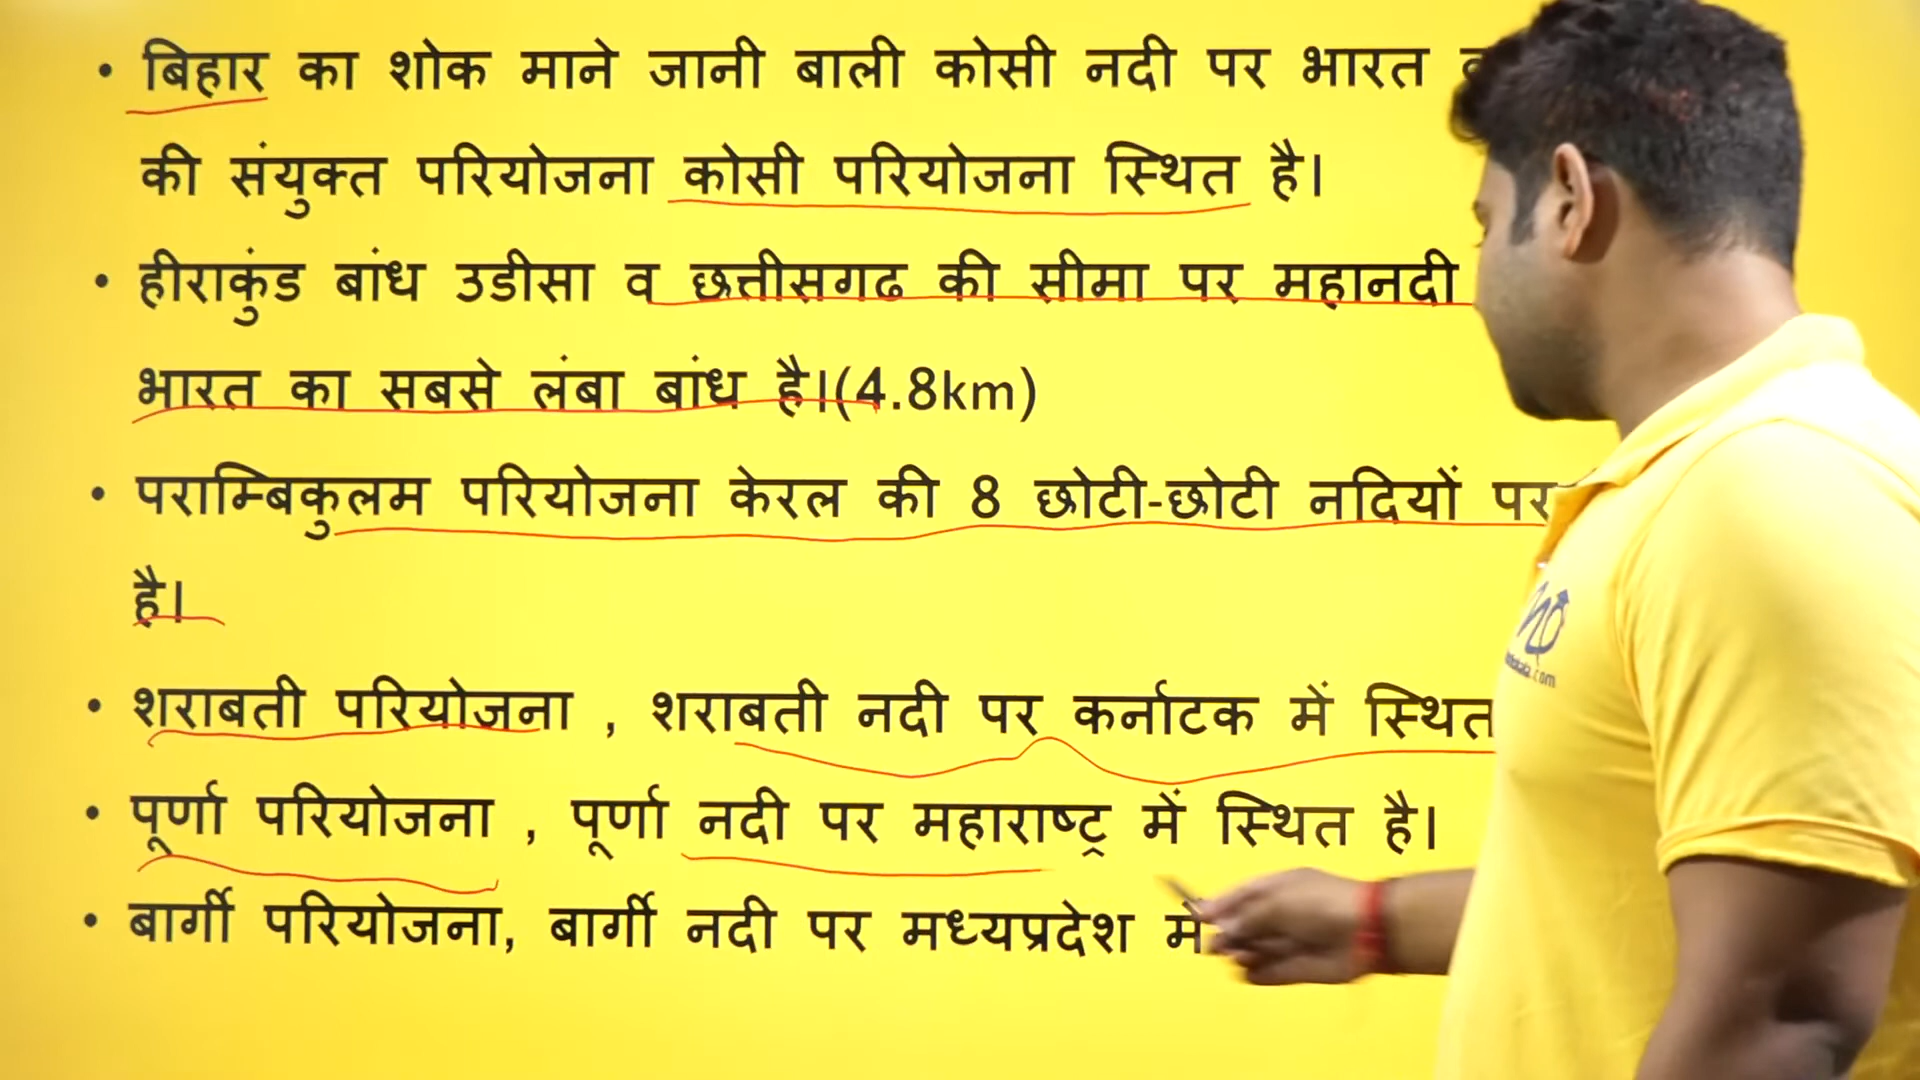 • बिहार का शोक माने जानी बाली कोसी नदी पर भारत
की संयुक्त परियोजना कोसी परियोजना स्थित है।
• हीराकुंड बांध उडीसा व छत्तीसगढ की सीमा पर महानदी
भारत का सबसे लंबा बांध है।(4.8km)
• पराम्बिकुलम परियोजना केरल की 8 छोटी-छोटी नदियों पर
है।
• शराबती परियोजना , शराबती नदी पर कर्नाटक में स्थित
• पूर्णा परियोजना , पूर्णा नदी पर महाराष्ट्र में स्थित है।
• बार्गी परियोजना, बार्गी नदी पर मध्यप्रदेश में